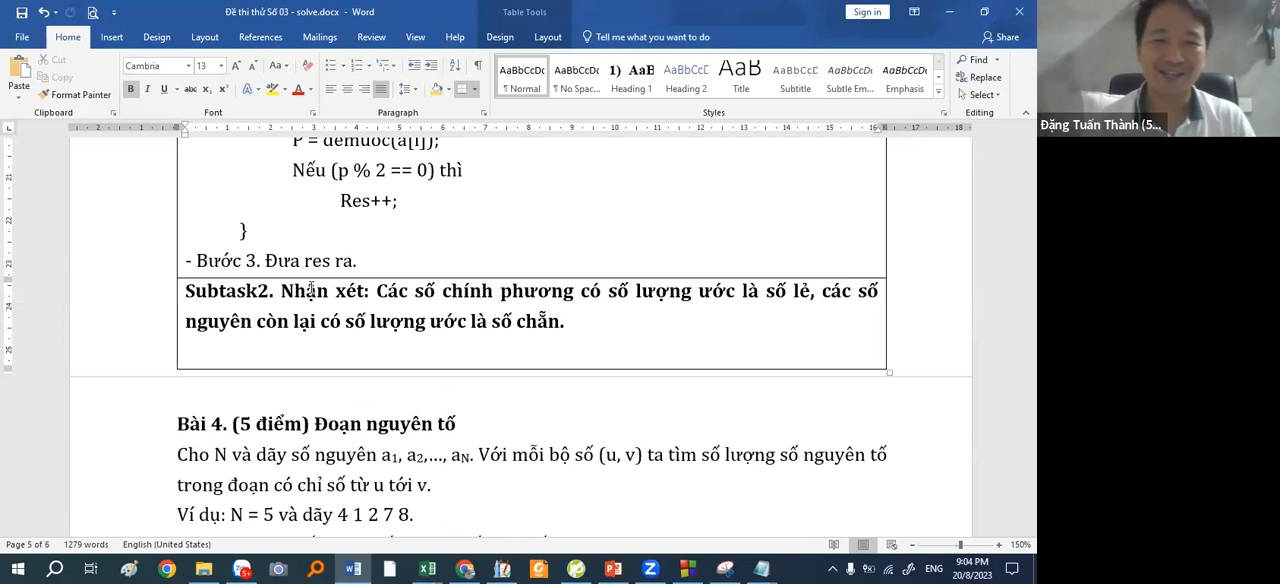 Đề thi thử Số 03 - solve.docx - Word
Table Tools
Sign in
File Home Insert Design Layout References Mailings Review View Help Design Layout Tell me what you want to do Share
Paste
Cut
Copy
Format Painter
Clipboard
Cambria 13
Font
Paragraph
AaBbCcDc AaBbCcDc 1) AaB AaBbCcDc AaB AaBbCcD AaBbCcDc AaBbCcDc
¶ Normal ¶ No Spac... Heading 1 Heading 2 Title Subtitle Subtle Em... Emphasis
Styles
Find
Replace
Select
Editing
Đặng Tuấn Thành (5...
P = demuoc(a[i]);
Nếu (p % 2 == 0) thì
Res++;
}
- Bước 3. Đưa res ra.
Subtask2. Nhận xét: Các số chính phương có số lượng ước là số lẻ, các số
nguyên còn lại có số lượng ước là số chẵn.
Bài 4. (5 điểm) Đoạn nguyên tố
Cho N và dãy số nguyên a₁, a₂,…, aN. Với mỗi bộ số (u, v) ta tìm số lượng số nguyên tố
trong đoạn có chỉ số từ u tới v.
Ví dụ: N = 5 và dãy 4 1 2 7 8.
Page 5 of 6 1279 words English (United States) 150%
ENG 9:04 PM
20/8/2023